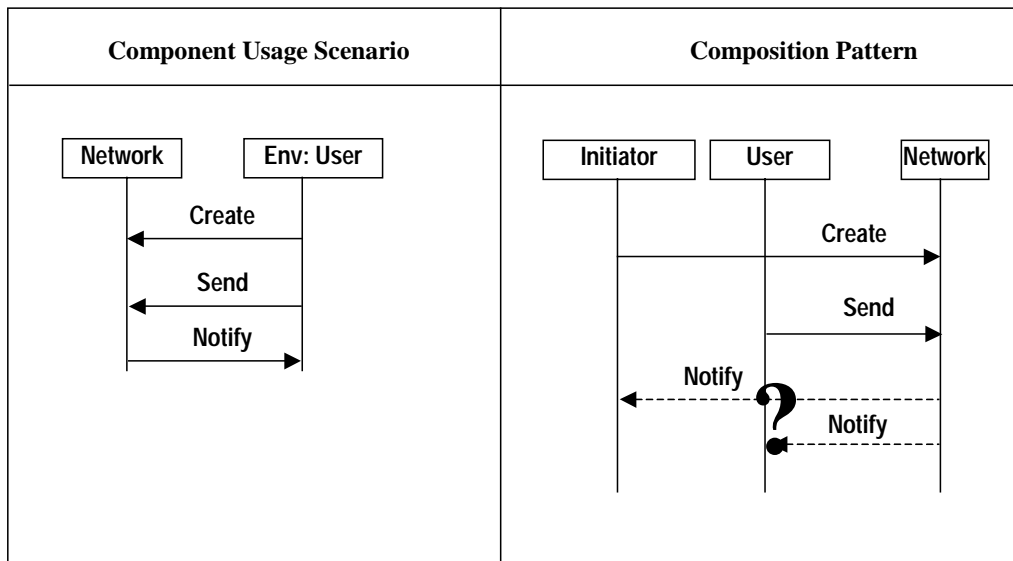 Component Usage Scenario
Composition Pattern
Network
Env: User
Create
Send
Notify
Initiator
User
Network
Create
Send
Notify
?
Notify